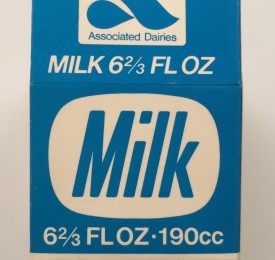 Associated Dairies
MILK 6⅔ FL OZ
Milk
6⅔ FL OZ·190cc